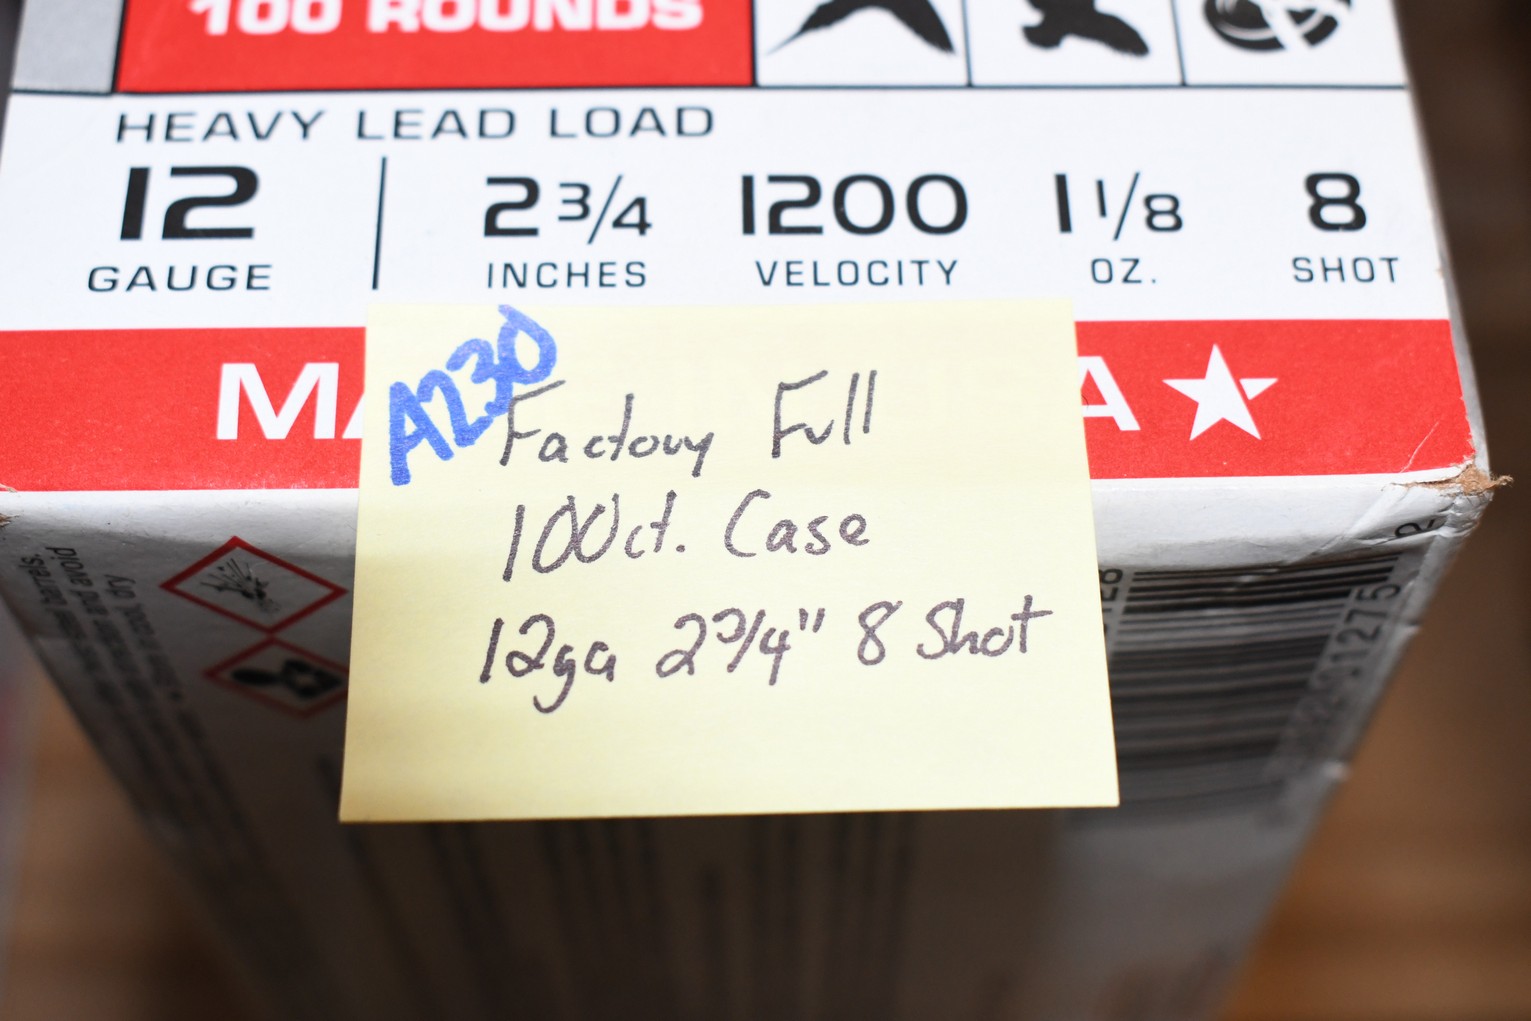 100 ROUNDS
HEAVY LEAD LOAD
12 2 3/4 1200 1 1/8 8
GAUGE INCHES VELOCITY OZ. SHOT
A230
Factory Full
100ct. Case
12ga 2 3/4" 8 Shot